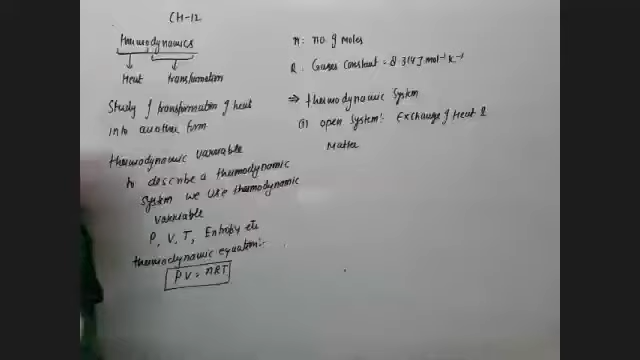 CH-12
Thermodynamics
Heat transformation
Study of transformation of heat
into another form
thermodynamic variable
to describe a thermodynamic
system we use thermodynamic
variable
P, V, T, Entropy etc
thermodynamic equation:-
PV = nRT
n: no. of moles
R. Gases Constant = 8.314 J mol⁻¹ K⁻¹
⇒ thermodynamic System
(1) open System:- Exchange of Heat &
Matter